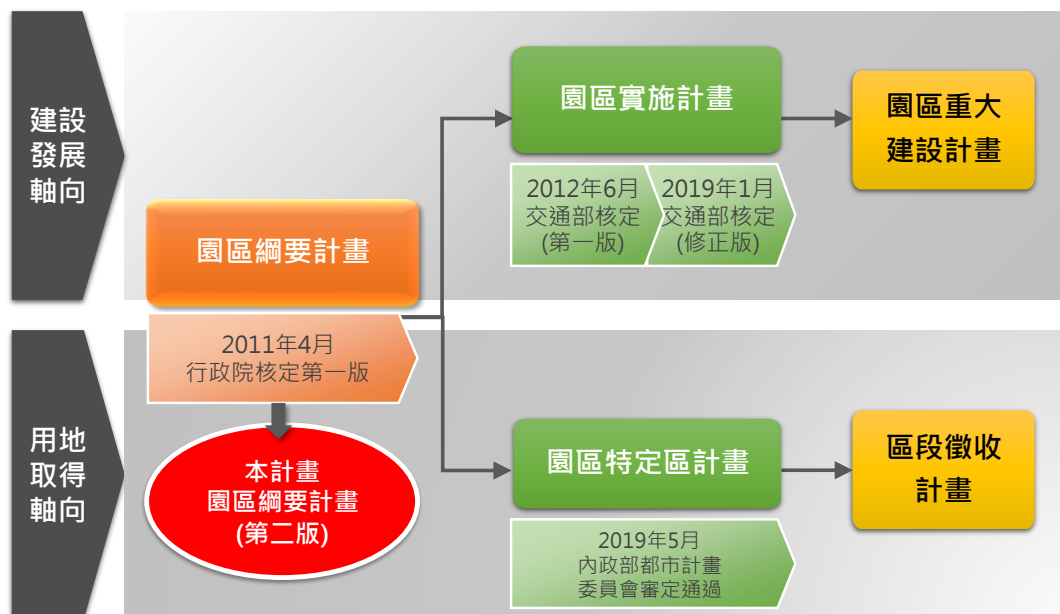 建設
發展
軸向
園區綱要計畫
2011年4月
行政院核定第一版
本計畫
園區綱要計畫
(第二版)
園區實施計畫
2012年6月
交通部核定
(第一版)
2019年1月
交通部核定
(修正版)
園區重大
建設計畫
用地
取得
軸向
園區特定區計畫
2019年5月
內政部都市計畫
委員會審定通過
區段徵收
計畫